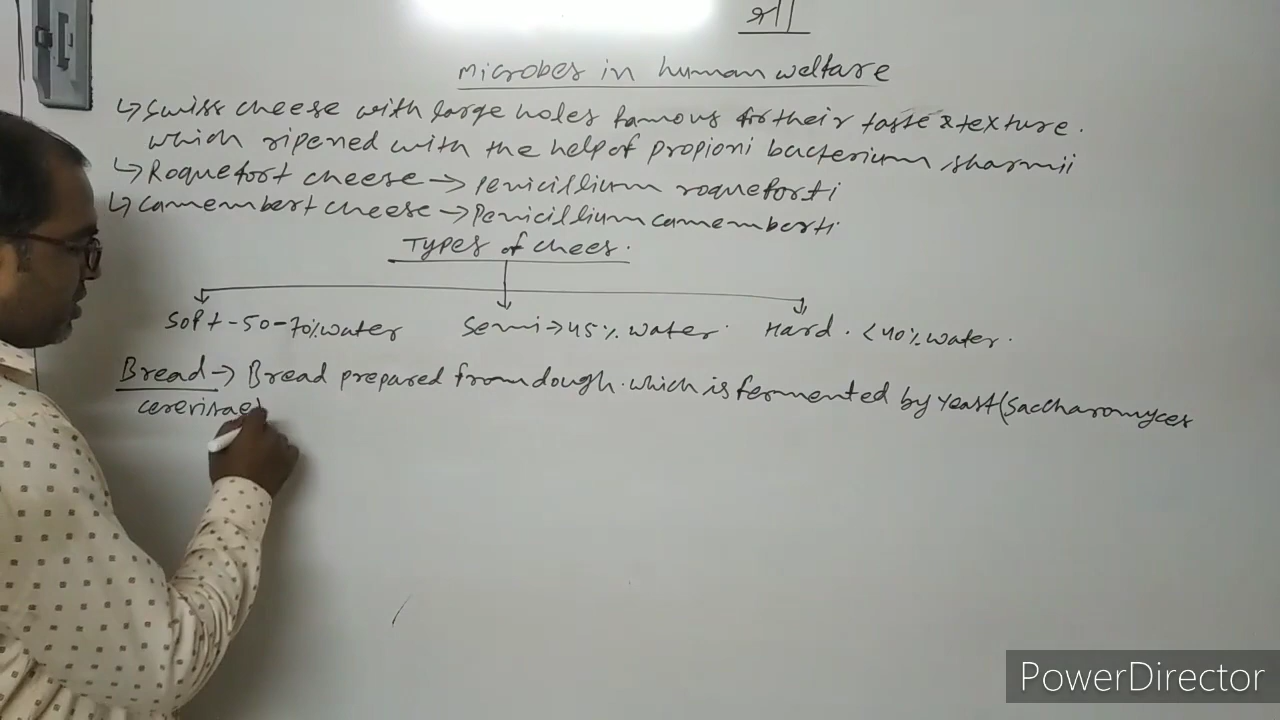 श्री
Microbes in human welfare
↳ Swiss cheese with large holes famous for their taste & texture.
which ripened with the help of propioni bacterium sharmii
↳ Roquefort cheese → penicillium roqueforti
↳ Camembert cheese → Penicillium camemberti
Types of chees.
Soft - 50-70% water Semi → 45% water. Hard. < 40% water.
Bread → Bread prepared from dough. which is fermented by yeast (Saccharomyces
cerevisae)
PowerDirector